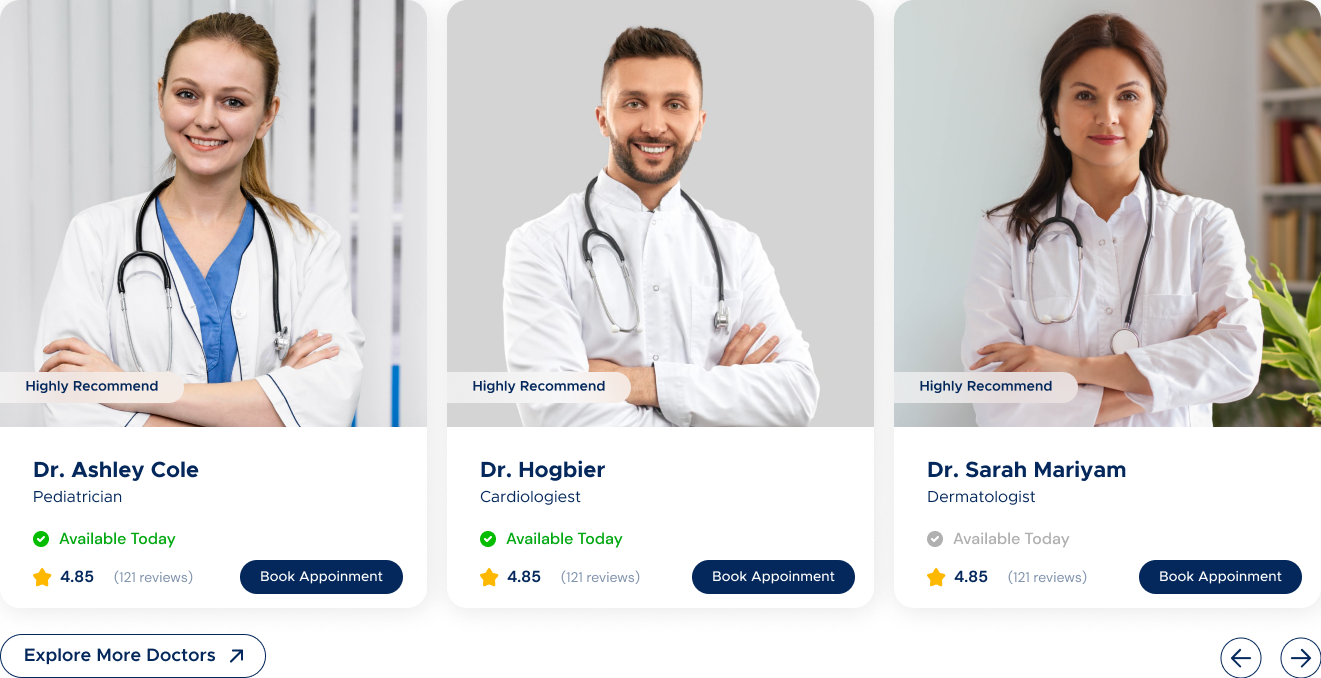 Highly Recommend
Highly Recommend
Highly Recommend
Dr. Ashley Cole
Pediatrician
Available Today
4.85 (121 reviews)
Book Appoinment
Dr. Hogbier
Cardiologiest
Available Today
4.85 (121 reviews)
Book Appoinment
Dr. Sarah Mariyam
Dermatologist
Available Today
4.85 (121 reviews)
Book Appoinment
Explore More Doctors